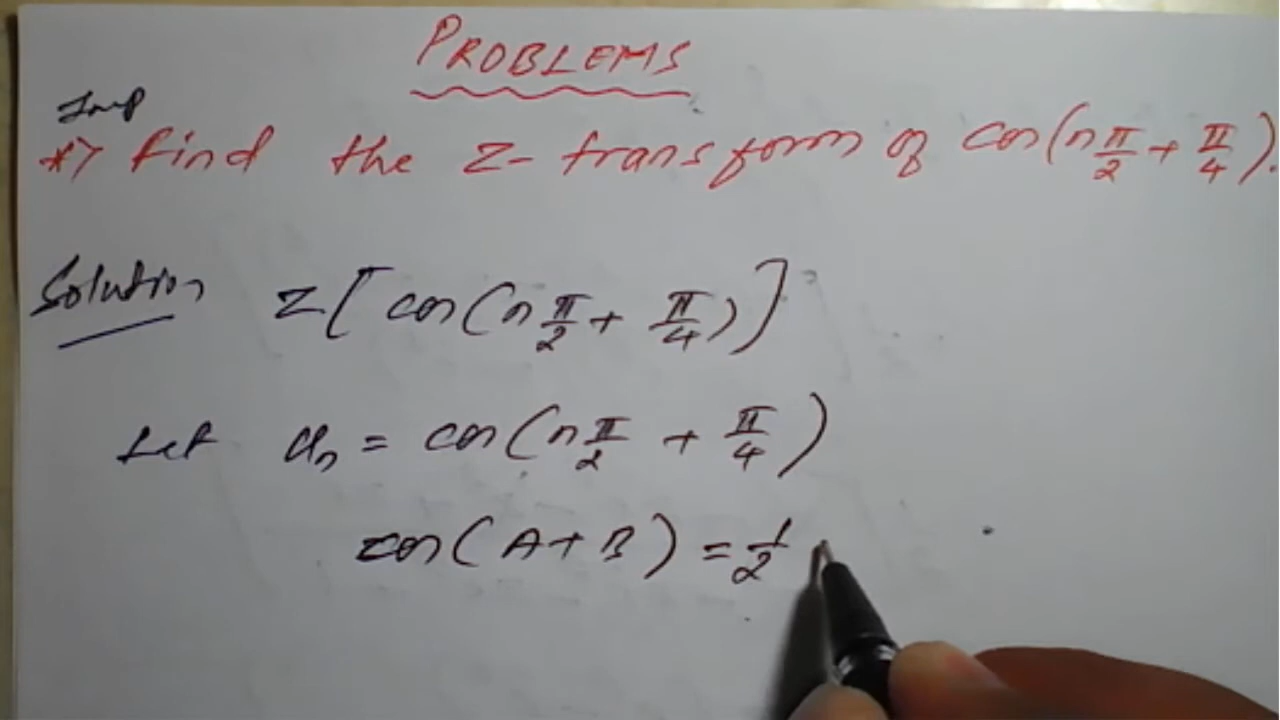 PROBLEMS
Imp
*> Find the Z-transform of cos(nπ/2 + π/4).
Solution Z[cos(nπ/2 + π/4)]
Let uₙ = cos(nπ/2 + π/4)
cos(A+B) = 1/2